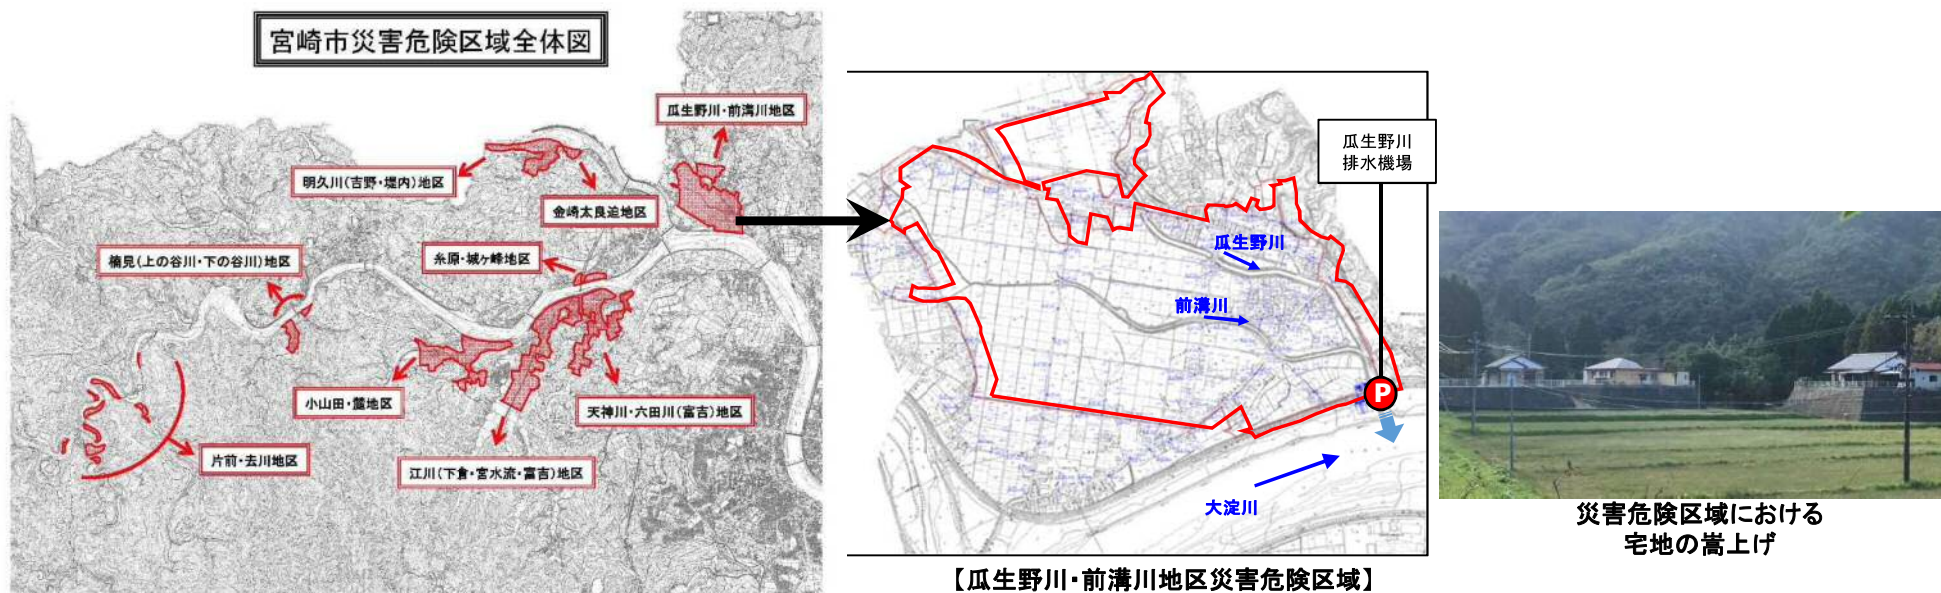 宮崎市災害危険区域全体図
瓜生野川・前溝川地区
明久川(吉野・堤内)地区
金崎太良迫地区
楠見(上の谷川・下の谷川)地区
糸原・城ヶ峰地区
小山田・麓地区
天神川・六田川(富吉)地区
片前・去川地区
江川(下倉・宮水流・富吉)地区
瓜生野川
排水機場
瓜生野川
前溝川
P
大淀川
【瓜生野川・前溝川地区災害危険区域】
災害危険区域における
宅地の嵩上げ